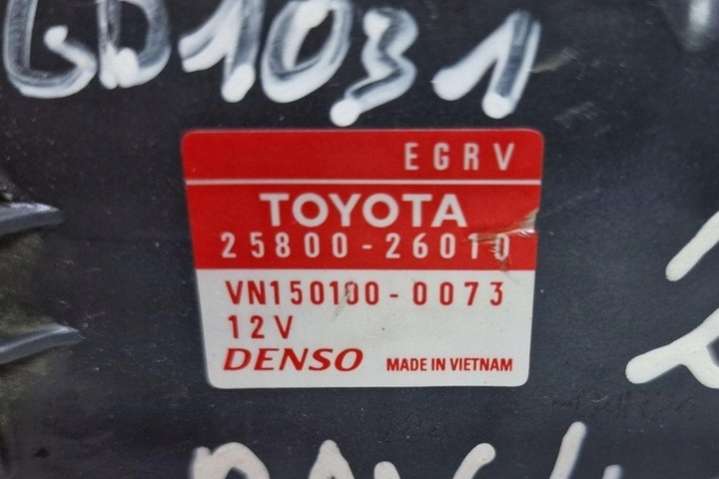 GD1031
EGRV
TOYOTA
25800-26010
VN150100-0073
12V
DENSO MADE IN VIETNAM